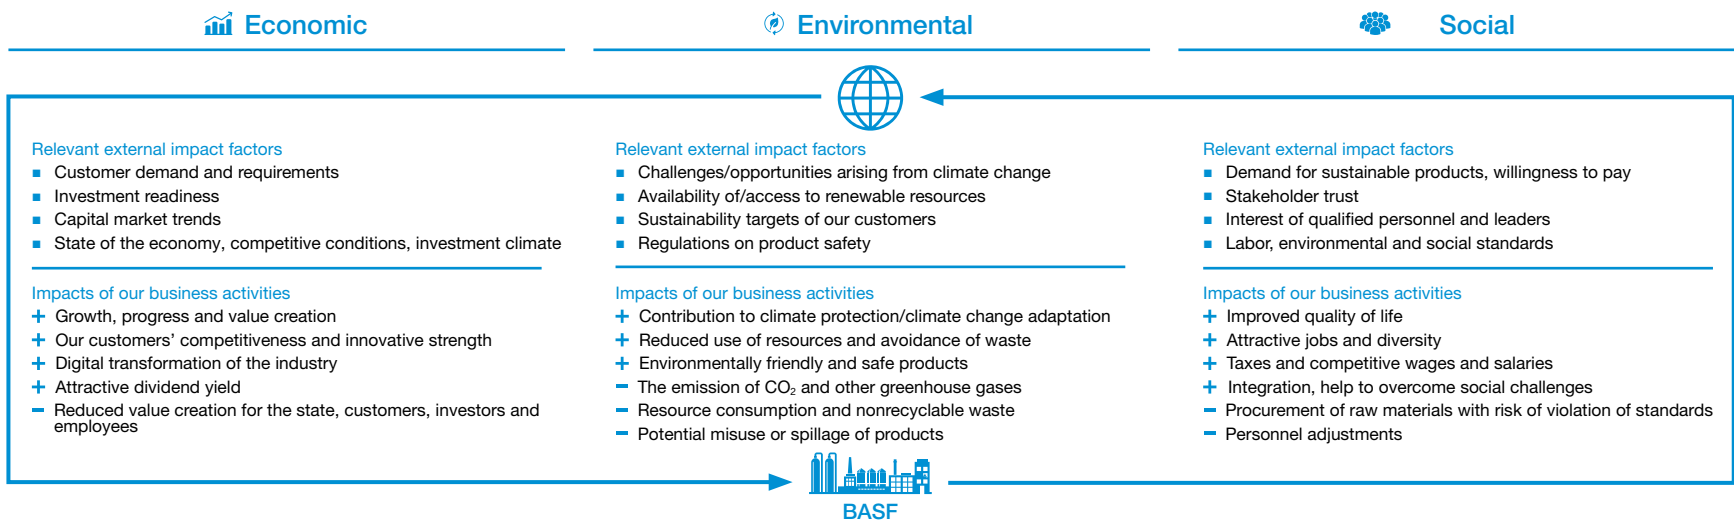 Economic
Environmental
Social
Relevant external impact factors
Customer demand and requirements
Investment readiness
Capital market trends
State of the economy, competitive conditions, investment climate
Impacts of our business activities
+ Growth, progress and value creation
+ Our customers’ competitiveness and innovative strength
+ Digital transformation of the industry
+ Attractive dividend yield
− Reduced value creation for the state, customers, investors and
employees
Relevant external impact factors
Challenges/opportunities arising from climate change
Availability of/access to renewable resources
Sustainability targets of our customers
Regulations on product safety
Impacts of our business activities
+ Contribution to climate protection/climate change adaptation
+ Reduced use of resources and avoidance of waste
+ Environmentally friendly and safe products
− The emission of CO₂ and other greenhouse gases
− Resource consumption and nonrecyclable waste
− Potential misuse or spillage of products
Relevant external impact factors
Demand for sustainable products, willingness to pay
Stakeholder trust
Interest of qualified personnel and leaders
Labor, environmental and social standards
Impacts of our business activities
+ Improved quality of life
+ Attractive jobs and diversity
+ Taxes and competitive wages and salaries
+ Integration, help to overcome social challenges
− Procurement of raw materials with risk of violation of standards
− Personnel adjustments
BASF